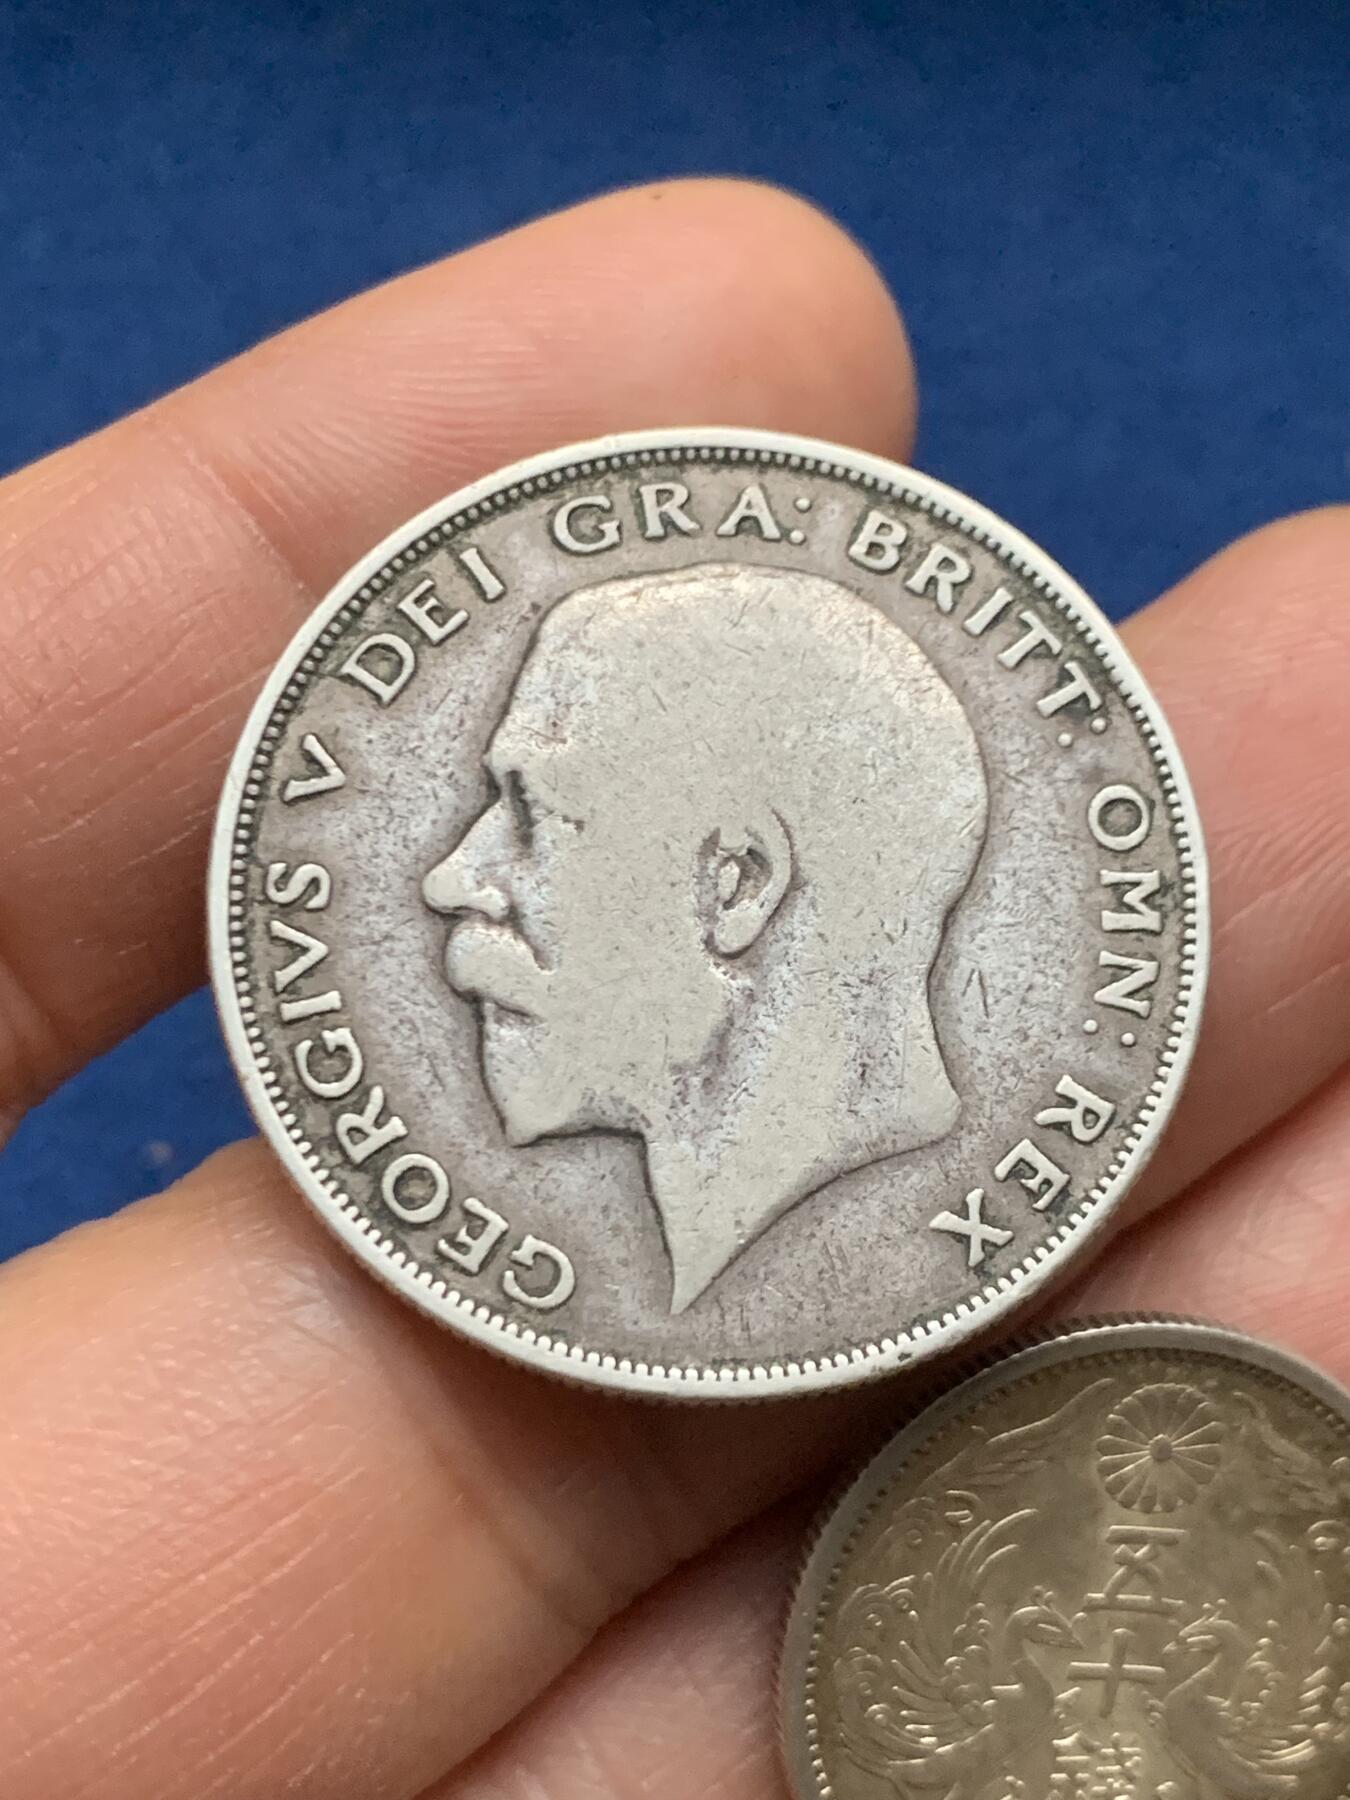 GEORGIVS V DEI GRA: BRITT: OMN: REX
五
十
錢